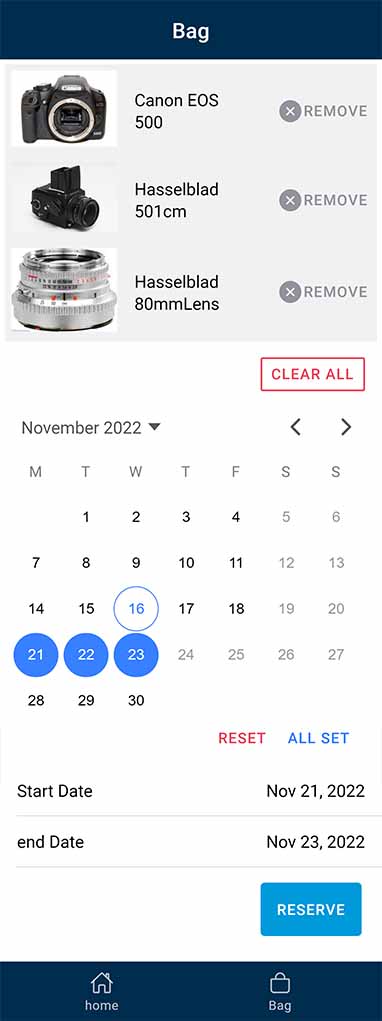 Bag
Canon EOS
500
REMOVE
Hasselblad
501cm
REMOVE
Hasselblad
80mmLens
REMOVE
CLEAR ALL
November 2022
M T W T F S S
1 2 3 4 5 6
7 8 9 10 11 12 13
14 15 16 17 18 19 20
21 22 23 24 25 26 27
28 29 30
RESET ALL SET
Start Date Nov 21, 2022
end Date Nov 23, 2022
RESERVE
home Bag